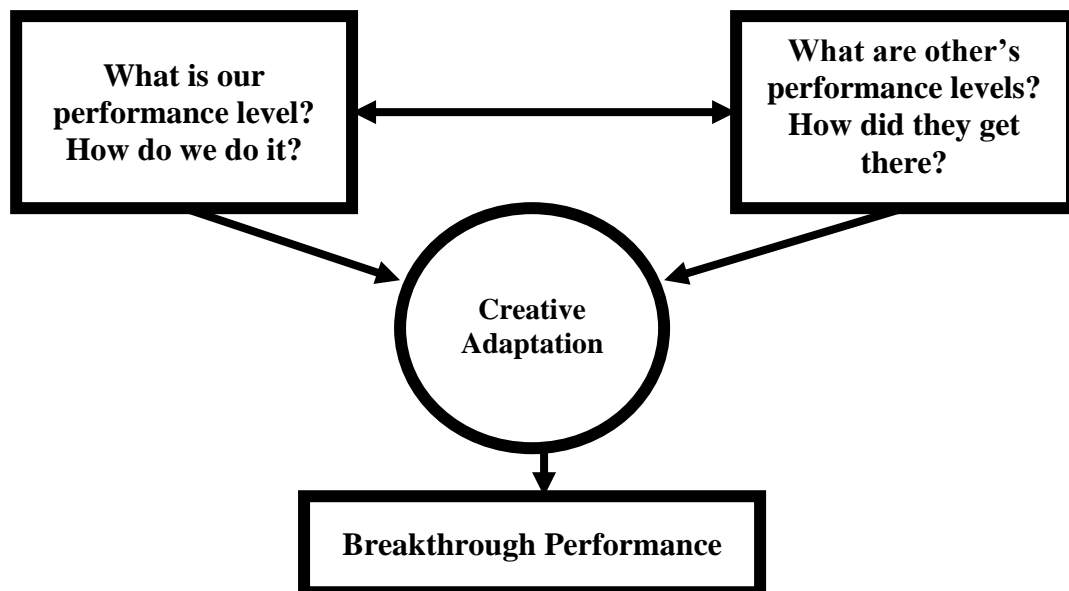 What is our
performance level?
How do we do it?
What are other’s
performance levels?
How did they get
there?
Creative
Adaptation
Breakthrough Performance